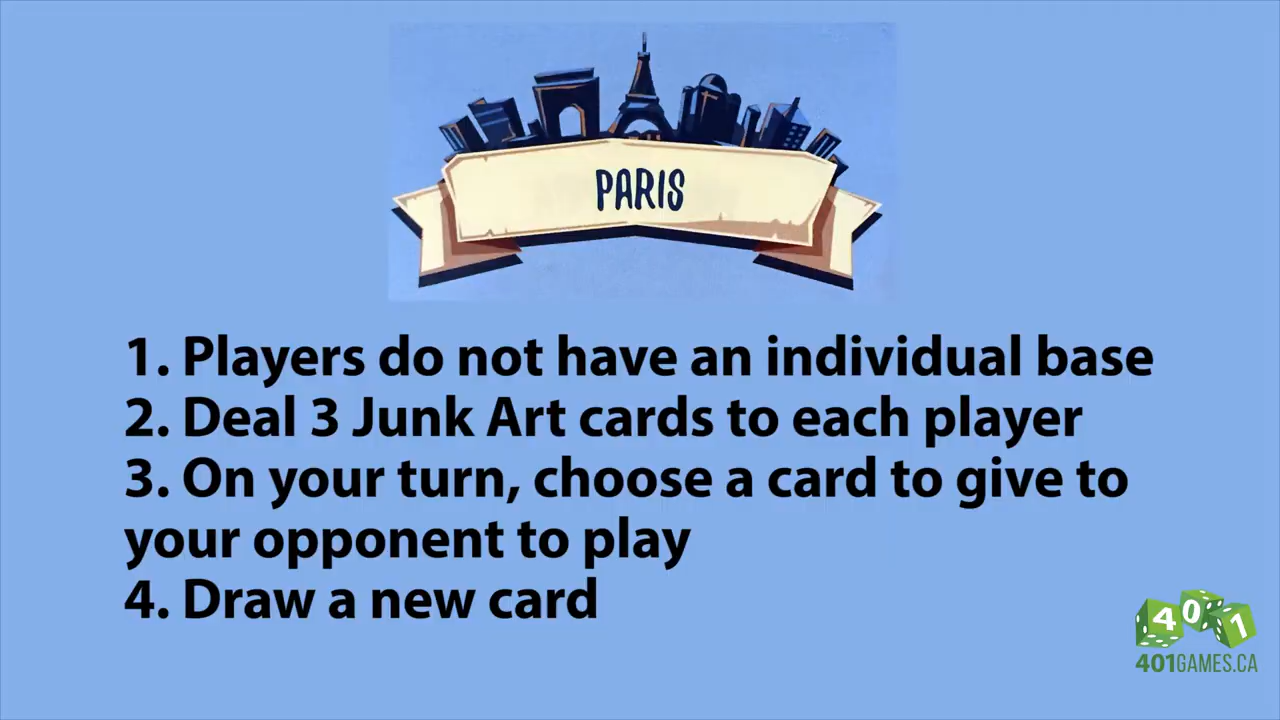 PARIS
1. Players do not have an individual base
2. Deal 3 Junk Art cards to each player
3. On your turn, choose a card to give to
your opponent to play
4. Draw a new card
401
401GAMES.CA